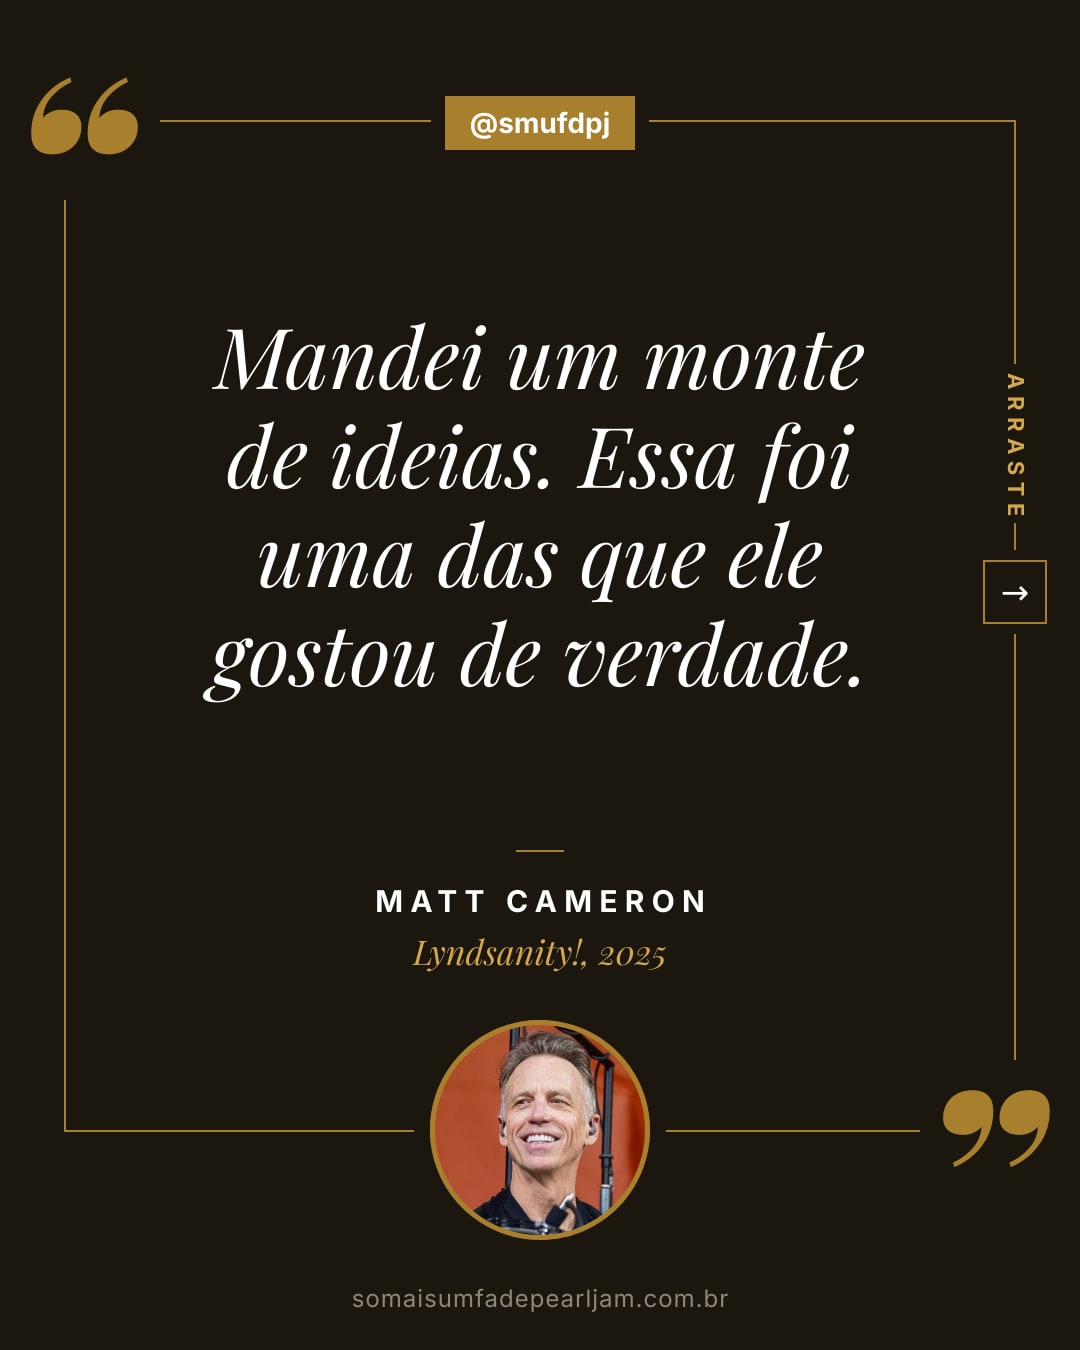 @smufdpj
Mandei um monte
de ideias. Essa foi
uma das que ele
gostou de verdade.
ARRASTE
→
MATT CAMERON
Lyndsanity!, 2025
somaisumfadepearljam.com.br